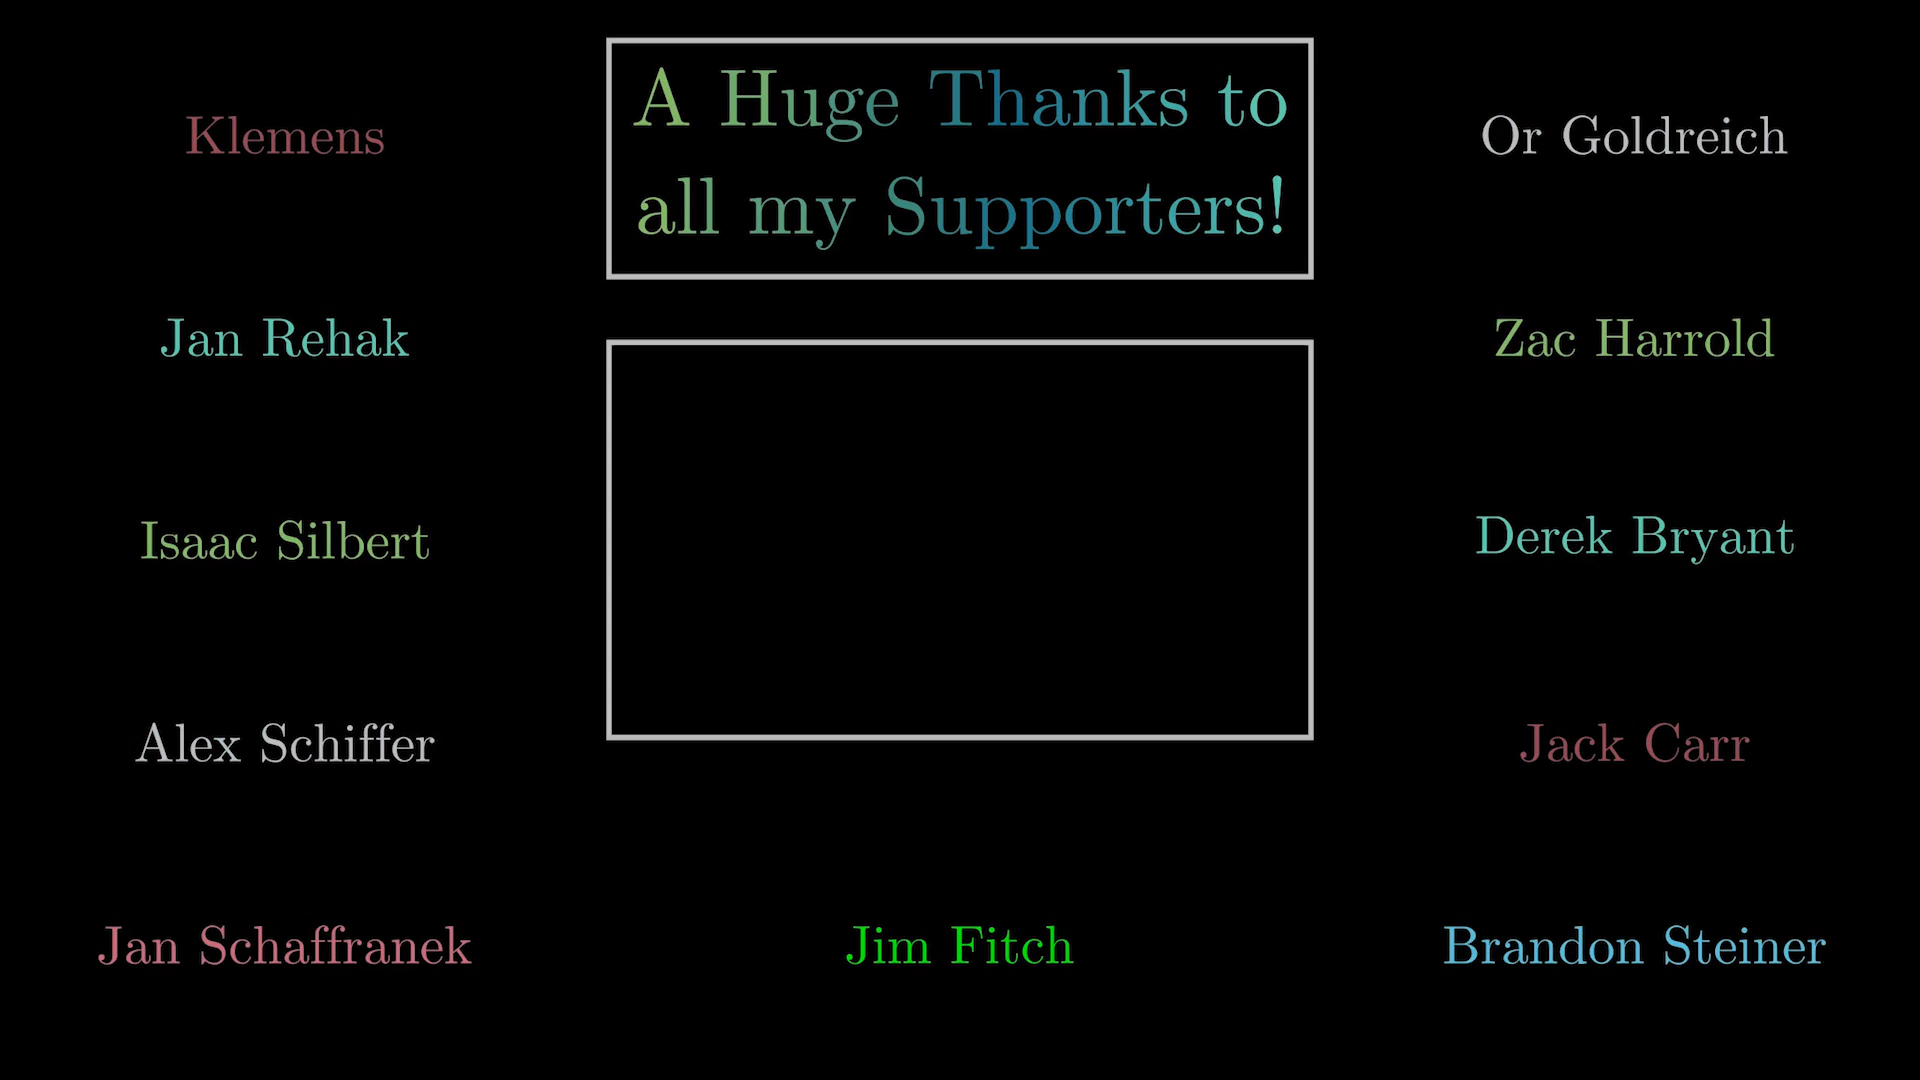 A Huge Thanks to
all my Supporters!
Klemens
Or Goldreich
Jan Rehak
Zac Harrold
Isaac Silbert
Derek Bryant
Alex Schiffer
Jack Carr
Jan Schaffranek
Jim Fitch
Brandon Steiner